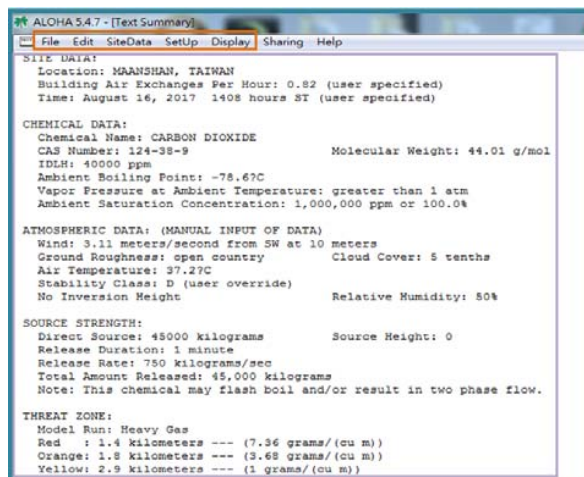 ALOHA 5.4.7 - [Text Summary]
File Edit SiteData SetUp Display Sharing Help
SITE DATA:
Location: MAANSHAN, TAIWAN
Building Air Exchanges Per Hour: 0.82 (user specified)
Time: August 16, 2017 1408 hours ST (user specified)
CHEMICAL DATA:
Chemical Name: CARBON DIOXIDE
CAS Number: 124-38-9 Molecular Weight: 44.01 g/mol
IDLH: 40000 ppm
Ambient Boiling Point: -78.6?C
Vapor Pressure at Ambient Temperature: greater than 1 atm
Ambient Saturation Concentration: 1,000,000 ppm or 100.0%
ATMOSPHERIC DATA: (MANUAL INPUT OF DATA)
Wind: 3.11 meters/second from SW at 10 meters
Ground Roughness: open country Cloud Cover: 5 tenths
Air Temperature: 37.2?C
Stability Class: D (user override)
No Inversion Height Relative Humidity: 50%
SOURCE STRENGTH:
Direct Source: 45000 kilograms Source Height: 0
Release Duration: 1 minute
Release Rate: 750 kilograms/sec
Total Amount Released: 45,000 kilograms
Note: This chemical may flash boil and/or result in two phase flow.
THREAT ZONE:
Model Run: Heavy Gas
Red : 1.4 kilometers --- (7.36 grams/(cu m))
Orange: 1.8 kilometers --- (3.68 grams/(cu m))
Yellow: 2.9 kilometers --- (1 grams/(cu m))